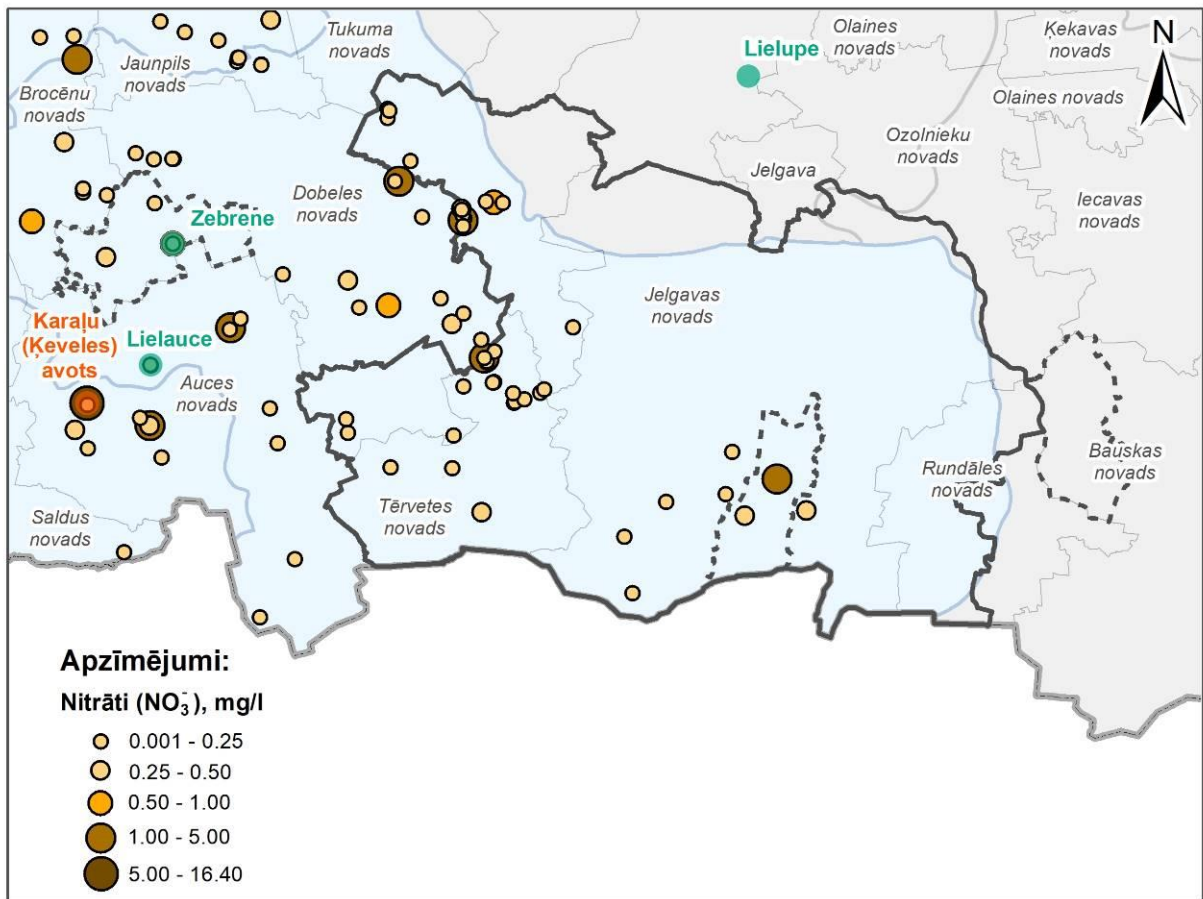 Tukuma
novads
Olaines
novads
Ķekavas
novads
N
Lielupe
Jaunpils
novads
Brocēnu
novads
Olaines novads
Ozolnieku
novads
Jelgava
Dobeles
novads
Iecavas
novads
Zebrene
Jelgavas
novads
Karaļu
(Ķeveles)
avots
Lielauce
Auces
novads
Bauskas
novads
Rundāles
novads
Tērvetes
novads
Saldus
novads
Apzīmējumi:
Nitrāti (NO₃⁻), mg/l
0.001 - 0.25
0.25 - 0.50
0.50 - 1.00
1.00 - 5.00
5.00 - 16.40